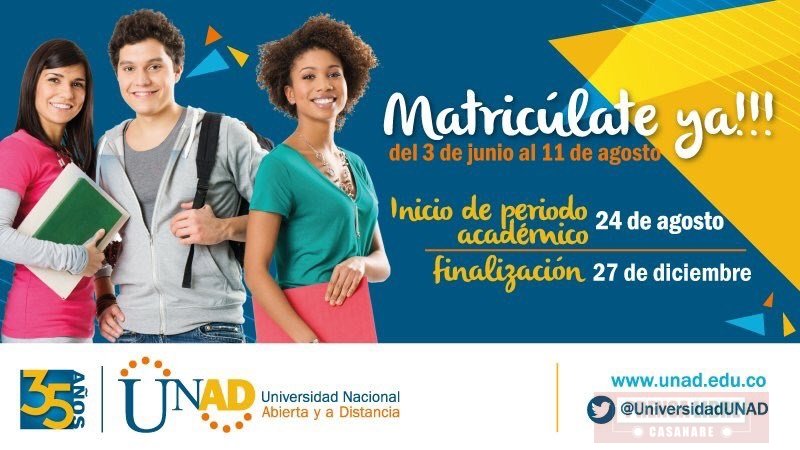 Matricúlate ya!!!
del 3 de junio al 11 de agosto
Inicio de periodo
académico
24 de agosto
finalización 27 de diciembre
35 AÑOS
UNAD
Universidad Nacional
Abierta y a Distancia
www.unad.edu.co
@UniversidadUNAD
CASANARE